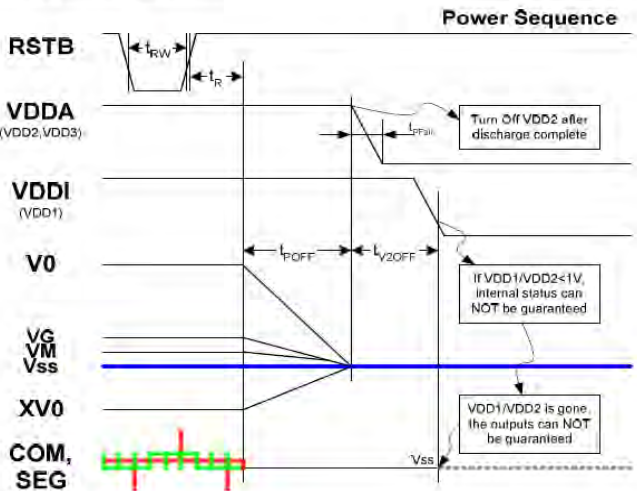 Power Sequence
RSTB
tRW
tR
VDDA
(VDD2,VDD3)
tPFall
Turn Off VDD2 after
discharge complete
VDDI
(VDD1)
tPOFF
tV2OFF
V0
If VDD1/VDD2<1V,
internal status can
NOT be guaranteed
VG
VM
Vss
XV0
VDD1/VDD2 is gone,
the outputs can NOT
be guaranteed
COM,
SEG
Vss